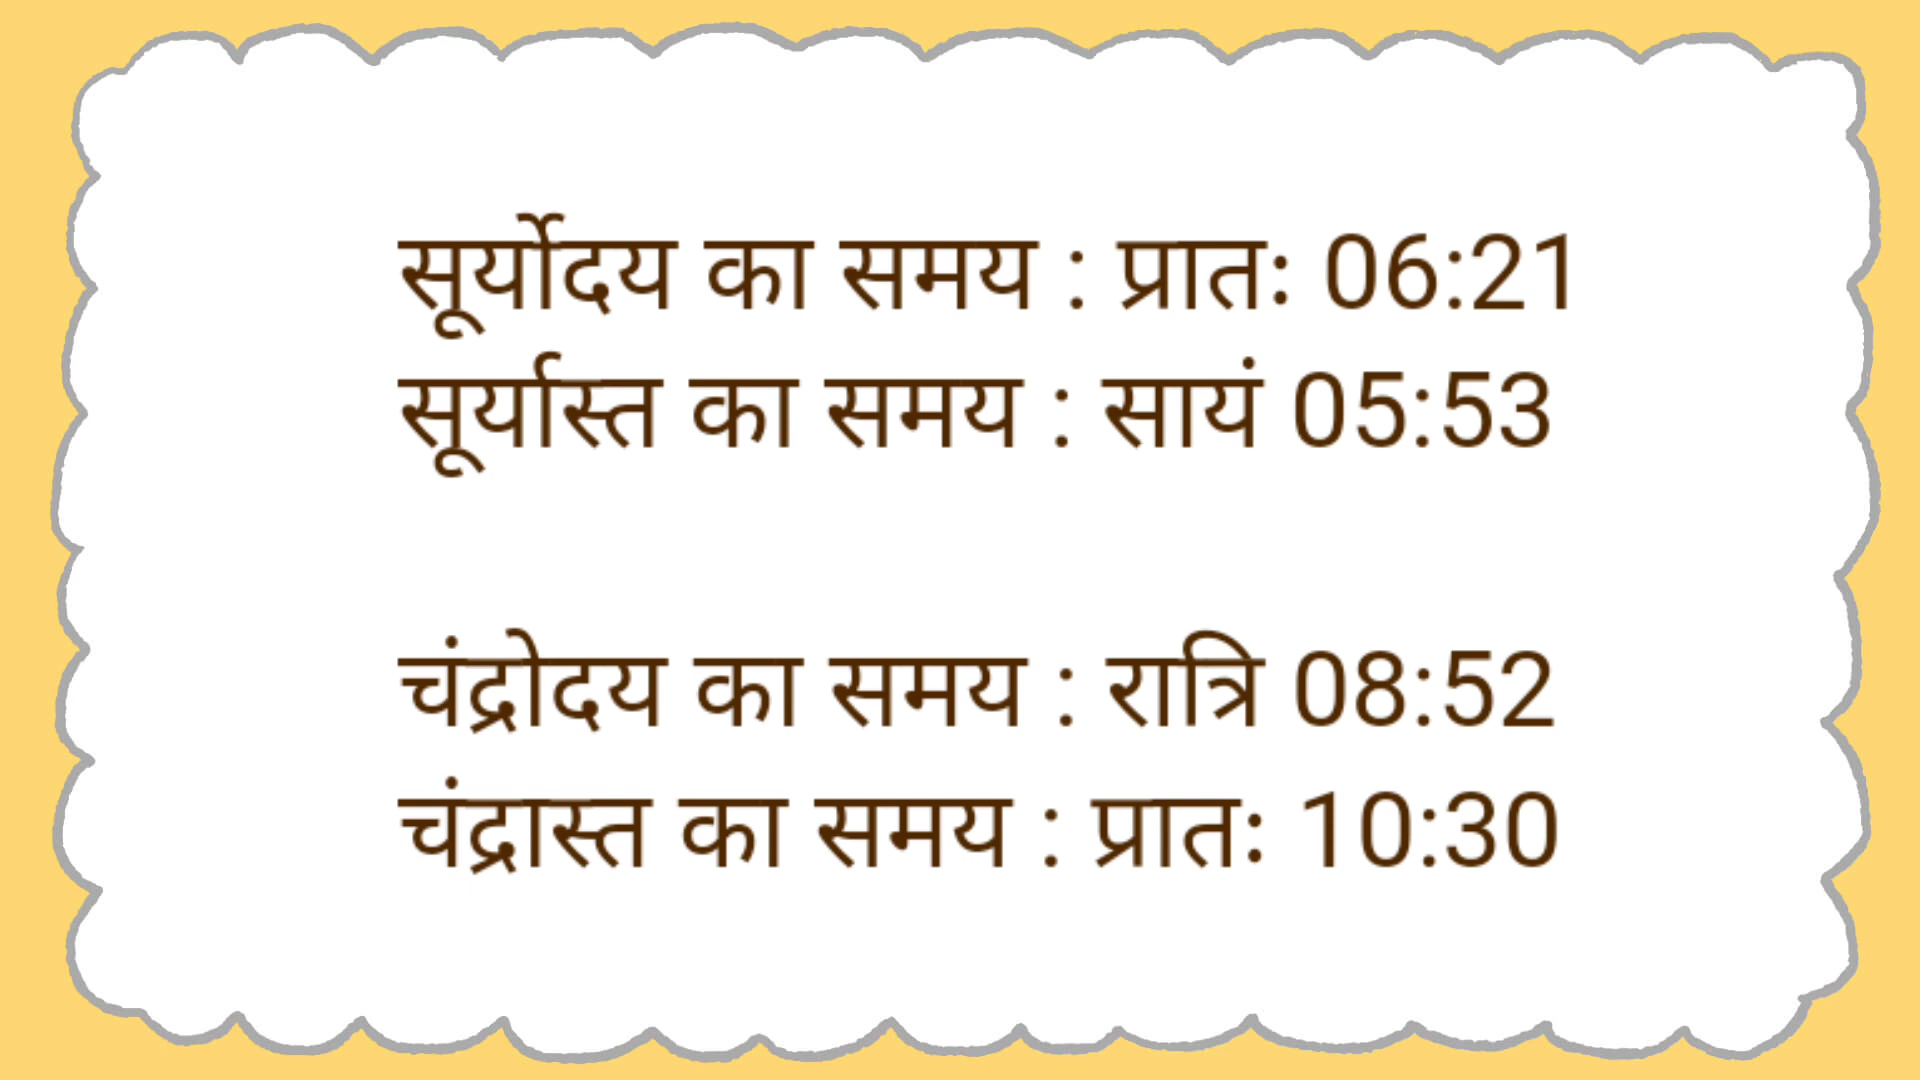 सूर्योदय का समय : प्रातः 06:21
सूर्यास्त का समय : सायं 05:53
चंद्रोदय का समय : रात्रि 08:52
चंद्रास्त का समय : प्रातः 10:30